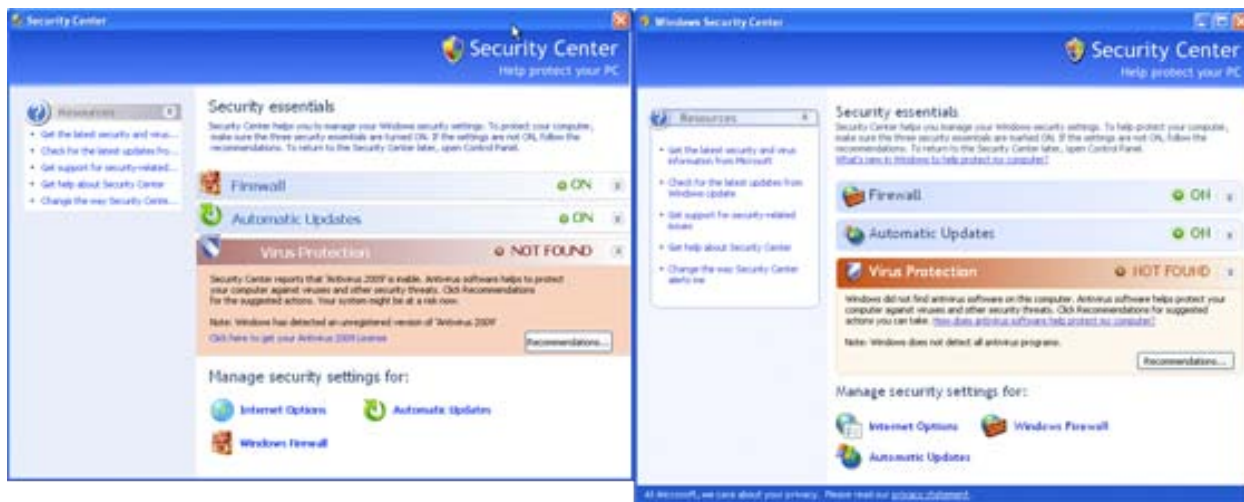 Security Center
Security Center
Help protect your PC
Resources
Get the latest security and virus...
Check for the latest updates fro...
Get support for security-related...
Get help about Security Center
Change the way Security Cente...
Security essentials
Security Center helps you to manage your Windows security settings. To protect your computer,
make sure the three security essentials are turned ON. If the settings are not ON, follow the
recommendations. To return to the Security Center later, open Control Panel.
Firewall
ON
Automatic Updates
ON
Virus Protection
NOT FOUND
Security Center reports that 'Antivirus 2009' is inable. Antivirus software helps to protect
your computer against viruses and other security threats. Click Recommendations
for the suggested actions. Your system might be at a risk now.
Note: Windows has detected an unregistered version of 'Antivirus 2009'
Click here to get your Antivirus 2009 License
Recommendations...
Manage security settings for:
Internet Options
Automatic Updates
Windows Firewall
Windows Security Center
Security Center
Help protect your PC
Resources
Get the latest security and virus
information from Microsoft
Check for the latest updates from
Windows Update
Get support for security-related
issues
Get help about Security Center
Change the way Security Center
alerts me
Security essentials
Security Center helps you manage your Windows security settings. To help protect your computer,
make sure the three security essentials are marked ON. If the settings are not ON, follow the
recommendations. To return to the Security Center later, open Control Panel.
What's new in Windows to help protect my computer?
Firewall
ON
Automatic Updates
ON
Virus Protection
NOT FOUND
Windows did not find antivirus software on this computer. Antivirus software helps protect your
computer against viruses and other security threats. Click Recommendations for suggested
actions you can take. How does antivirus software help protect my computer?
Note: Windows does not detect all antivirus programs.
Recommendations...
Manage security settings for:
Internet Options
Windows Firewall
Automatic Updates
At Microsoft, we care about your privacy. Please read our privacy statement.